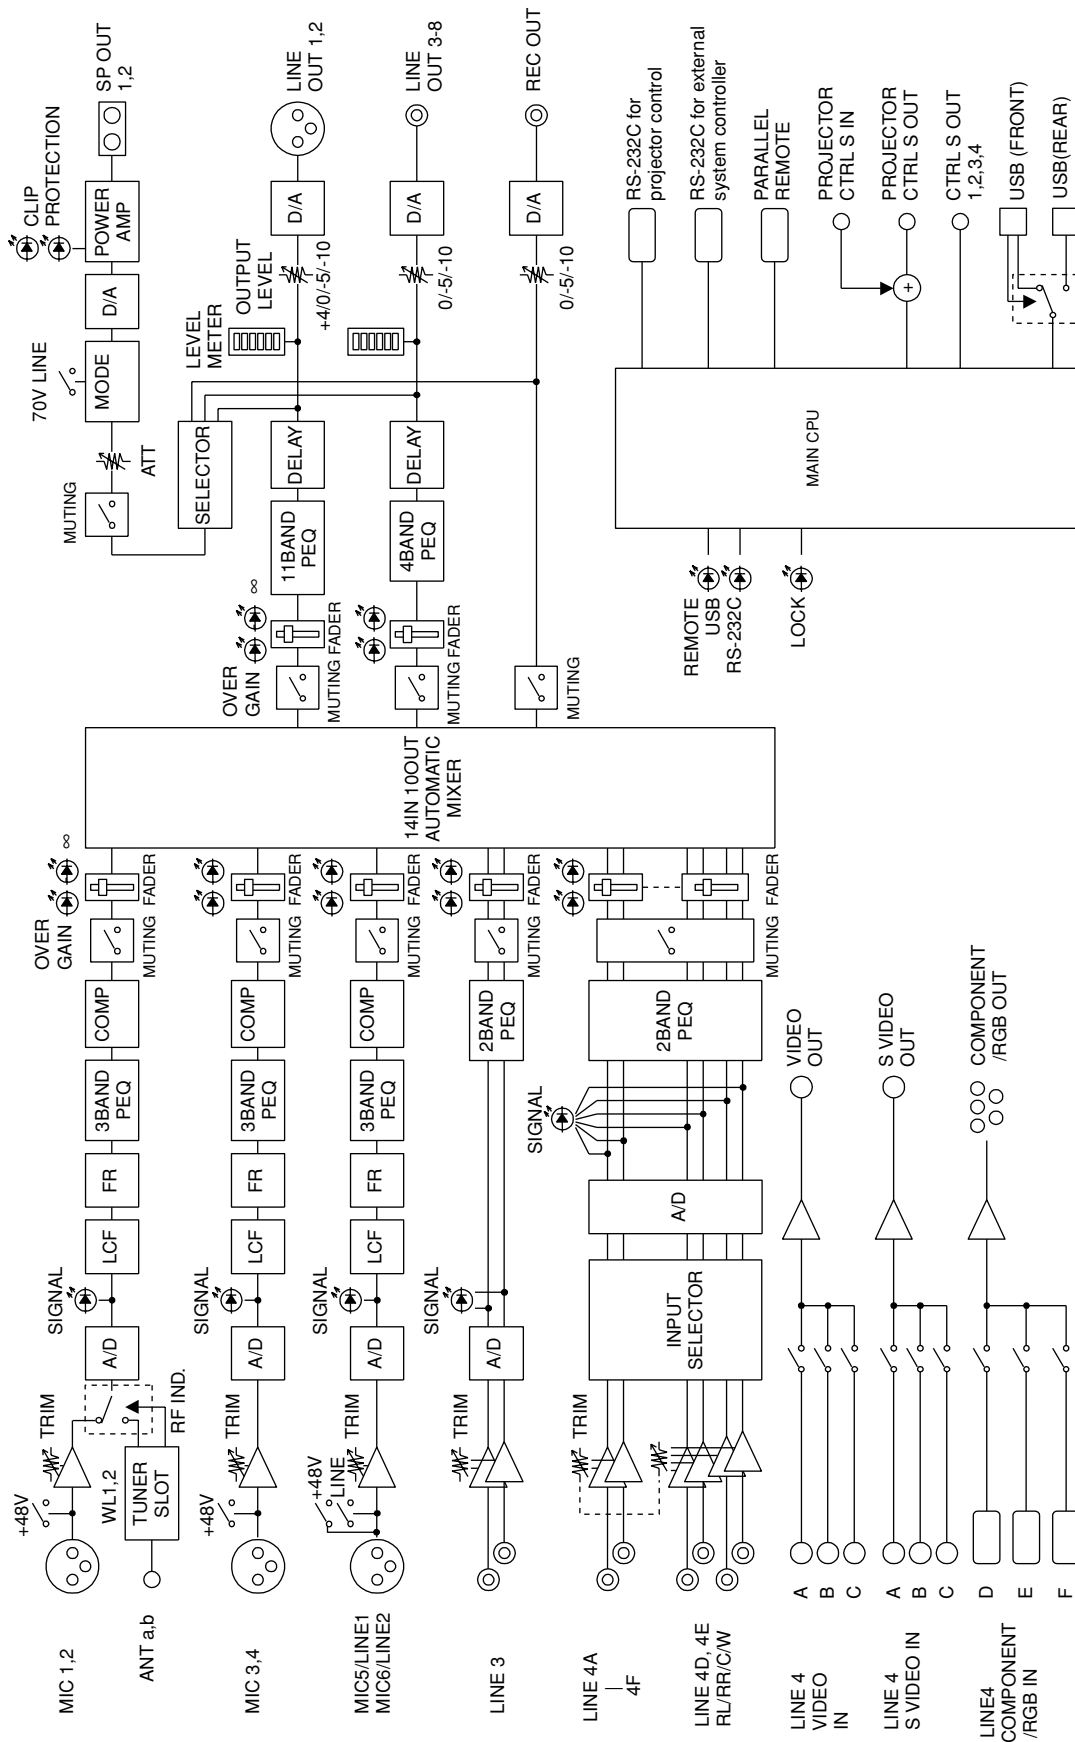 MIC 1,2
+48V
TRIM
ANT a,b
WL1,2
TUNER
SLOT
RF IND.
A/D
SIGNAL
LCF
FR
3BAND
PEQ
COMP
MUTING
FADER
OVER
GAIN
∞
MIC 3,4
+48V
TRIM
A/D
SIGNAL
LCF
FR
3BAND
PEQ
COMP
MUTING
FADER
MIC5/LINE1
MIC6/LINE2
+48V
LINE
TRIM
A/D
SIGNAL
LCF
FR
3BAND
PEQ
COMP
MUTING
FADER
LINE 3
TRIM
A/D
SIGNAL
2BAND
PEQ
MUTING
FADER
LINE 4A
—
4F
LINE 4D, 4E
RL/RR/C/W
TRIM
INPUT
SELECTOR
A/D
SIGNAL
2BAND
PEQ
MUTING
FADER
14IN 10OUT
AUTOMATIC
MIXER
MUTING
ATT
70V LINE
MODE
D/A
POWER
AMP
CLIP
PROTECTION
SP OUT
1,2
SELECTOR
OVER
GAIN
∞
MUTING
FADER
11BAND
PEQ
DELAY
LEVEL
METER
OUTPUT
LEVEL
+4/0/-5/-10
D/A
LINE
OUT 1,2
MUTING
FADER
4BAND
PEQ
DELAY
0/-5/-10
D/A
LINE
OUT 3-8
MUTING
0/-5/-10
D/A
REC OUT
REMOTE
USB
RS-232C
LOCK
MAIN CPU
RS-232C for
projector control
RS-232C for external
system controller
PARALLEL
REMOTE
PROJECTOR
CTRL S IN
PROJECTOR
CTRL S OUT
+
CTRL S OUT
1,2,3,4
USB (FRONT)
USB(REAR)
LINE 4
VIDEO
IN
A
B
C
VIDEO
OUT
LINE 4
S VIDEO IN
A
B
C
S VIDEO
OUT
LINE4
COMPONENT
/RGB IN
D
E
F
COMPONENT
/RGB OUT